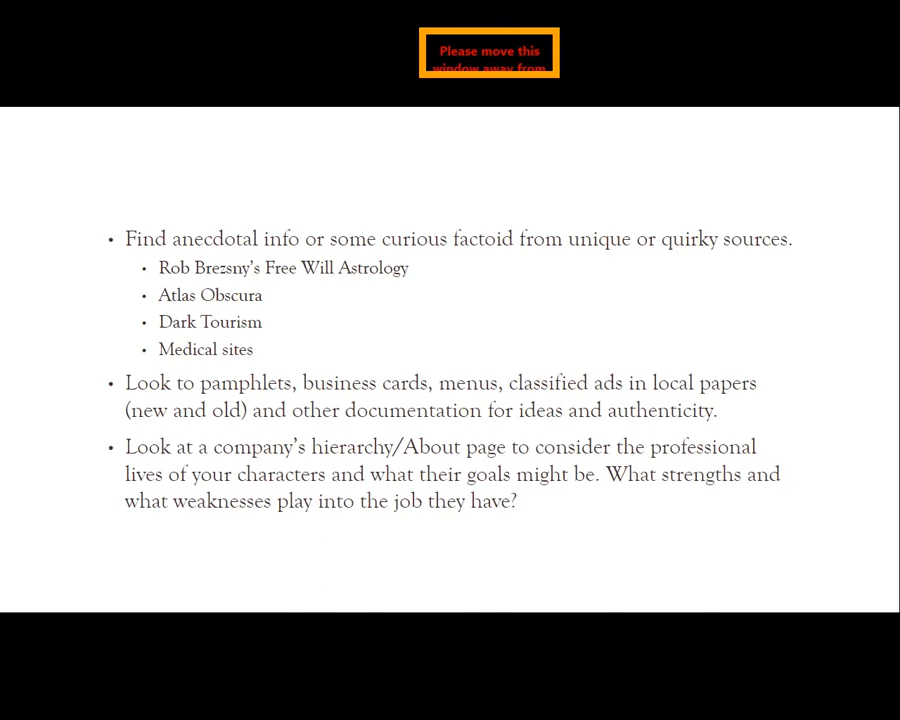 Please move this
window away from
• Find anecdotal info or some curious factoid from unique or quirky sources.
• Rob Brezsny's Free Will Astrology
• Atlas Obscura
• Dark Tourism
• Medical sites
• Look to pamphlets, business cards, menus, classified ads in local papers
(new and old) and other documentation for ideas and authenticity.
• Look at a company's hierarchy/About page to consider the professional
lives of your characters and what their goals might be. What strengths and
what weaknesses play into the job they have?